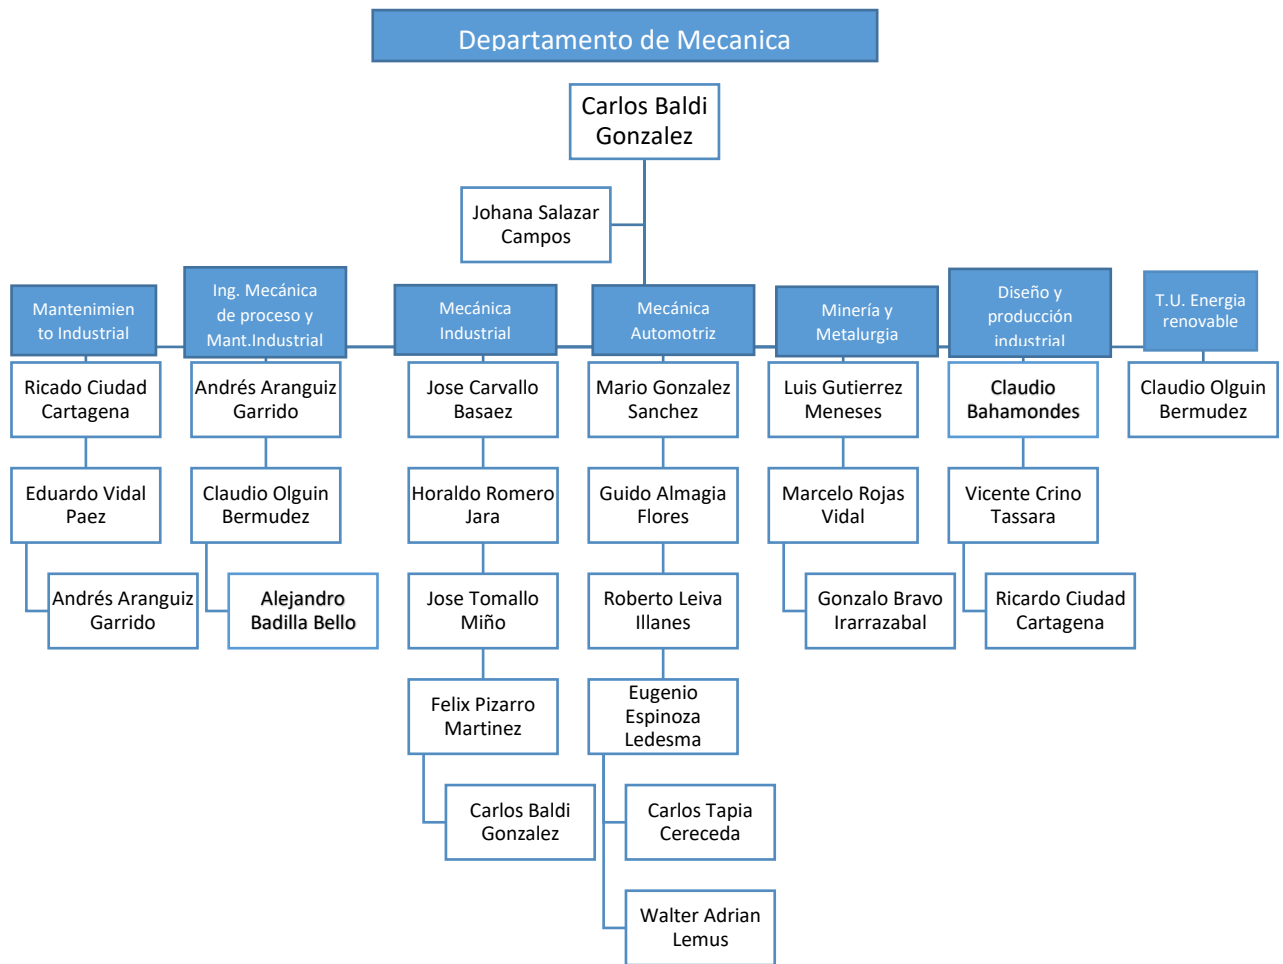 Departamento de Mecanica
Carlos Baldi
Gonzalez
Johana Salazar
Campos
Mantenimien
to Industrial
Ing. Mecánica
de proceso y
Mant.Industrial
Mecánica
Industrial
Mecánica
Automotriz
Minería y
Metalurgia
Diseño y
producción
industrial
T.U. Energia
renovable
Ricado Ciudad
Cartagena
Andrés Aranguiz
Garrido
Jose Carvallo
Basaez
Mario Gonzalez
Sanchez
Luis Gutierrez
Meneses
Claudio
Bahamondes
Claudio Olguin
Bermudez
Eduardo Vidal
Paez
Claudio Olguin
Bermudez
Horaldo Romero
Jara
Guido Almagia
Flores
Marcelo Rojas
Vidal
Vicente Crino
Tassara
Andrés Aranguiz
Garrido
Alejandro
Badilla Bello
Jose Tomallo
Miño
Roberto Leiva
Illanes
Gonzalo Bravo
Irarrazabal
Ricardo Ciudad
Cartagena
Felix Pizarro
Martinez
Eugenio
Espinoza
Ledesma
Carlos Baldi
Gonzalez
Carlos Tapia
Cereceda
Walter Adrian
Lemus